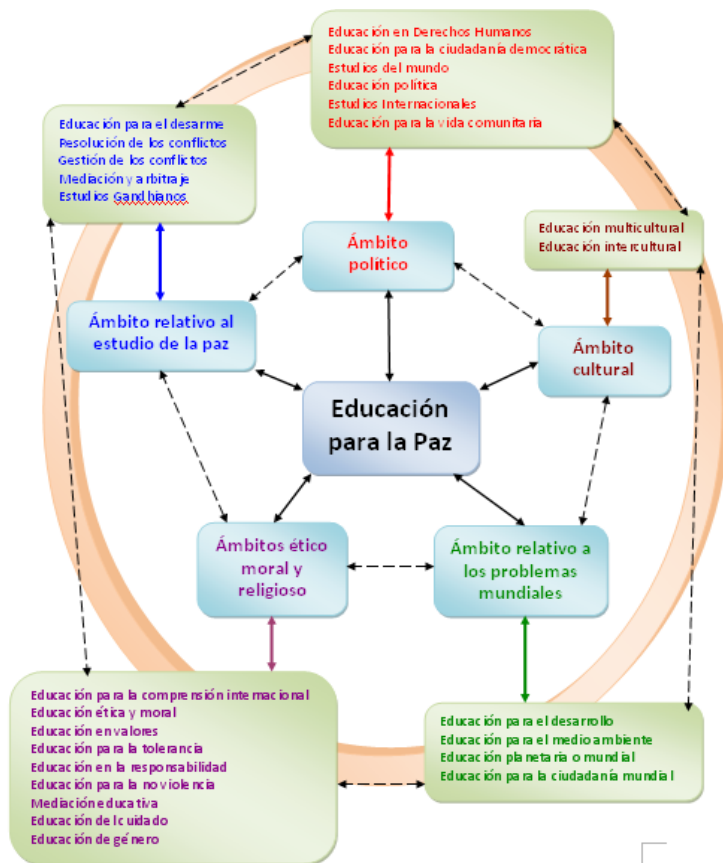 Educación en Derechos Humanos
Educación para la ciudadanía democrática
Estudios del mundo
Educación política
Estudios Internacionales
Educación para la vida comunitaria
Educación para el desarme
Resolución de los conflictos
Gestión de los conflictos
Mediación y arbitraje
Estudios Gandhianos
Educación multicultural
Educación intercultural
Ámbito
político
Ámbito relativo al
estudio de la paz
Ámbito
cultural
Educación
para la Paz
Ámbitos ético
moral y
religioso
Ámbito relativo a
los problemas
mundiales
Educación para la comprensión internacional
Educación ética y moral
Educación en valores
Educación para la tolerancia
Educación en la responsabilidad
Educación para la no violencia
Mediación educativa
Educación de l cuidado
Educación de género
Educación para el desarrollo
Educación para el medio ambiente
Educación planetaria o mundial
Educación para la ciudadanía mundial